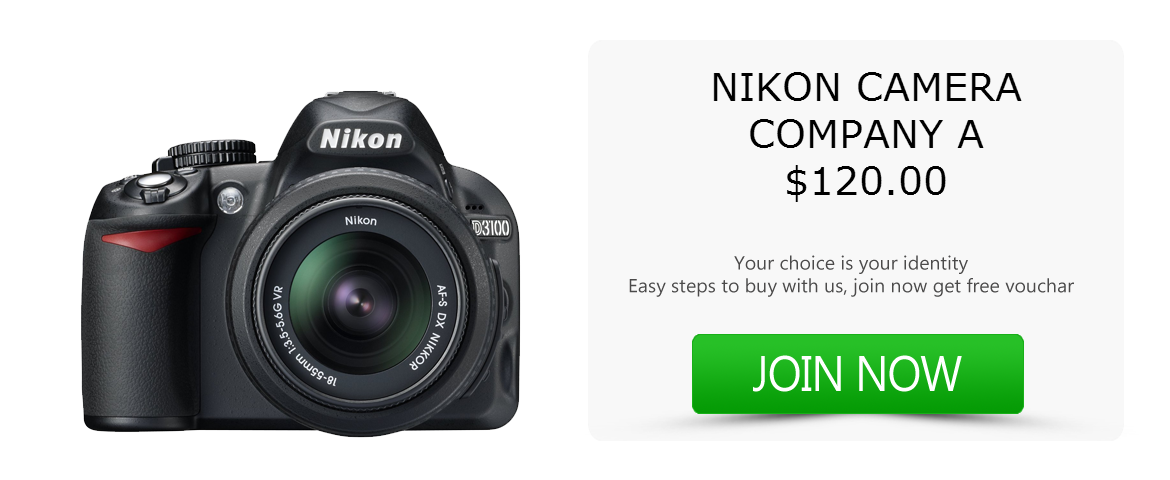 Nikon
D3100
Nikon
AF-S DX NIKKOR
18-55mm 1:3.5-5.6G VR
NIKON CAMERA
COMPANY A
$120.00
Your choice is your identity
Easy steps to buy with us, join now get free vouchar
JOIN NOW